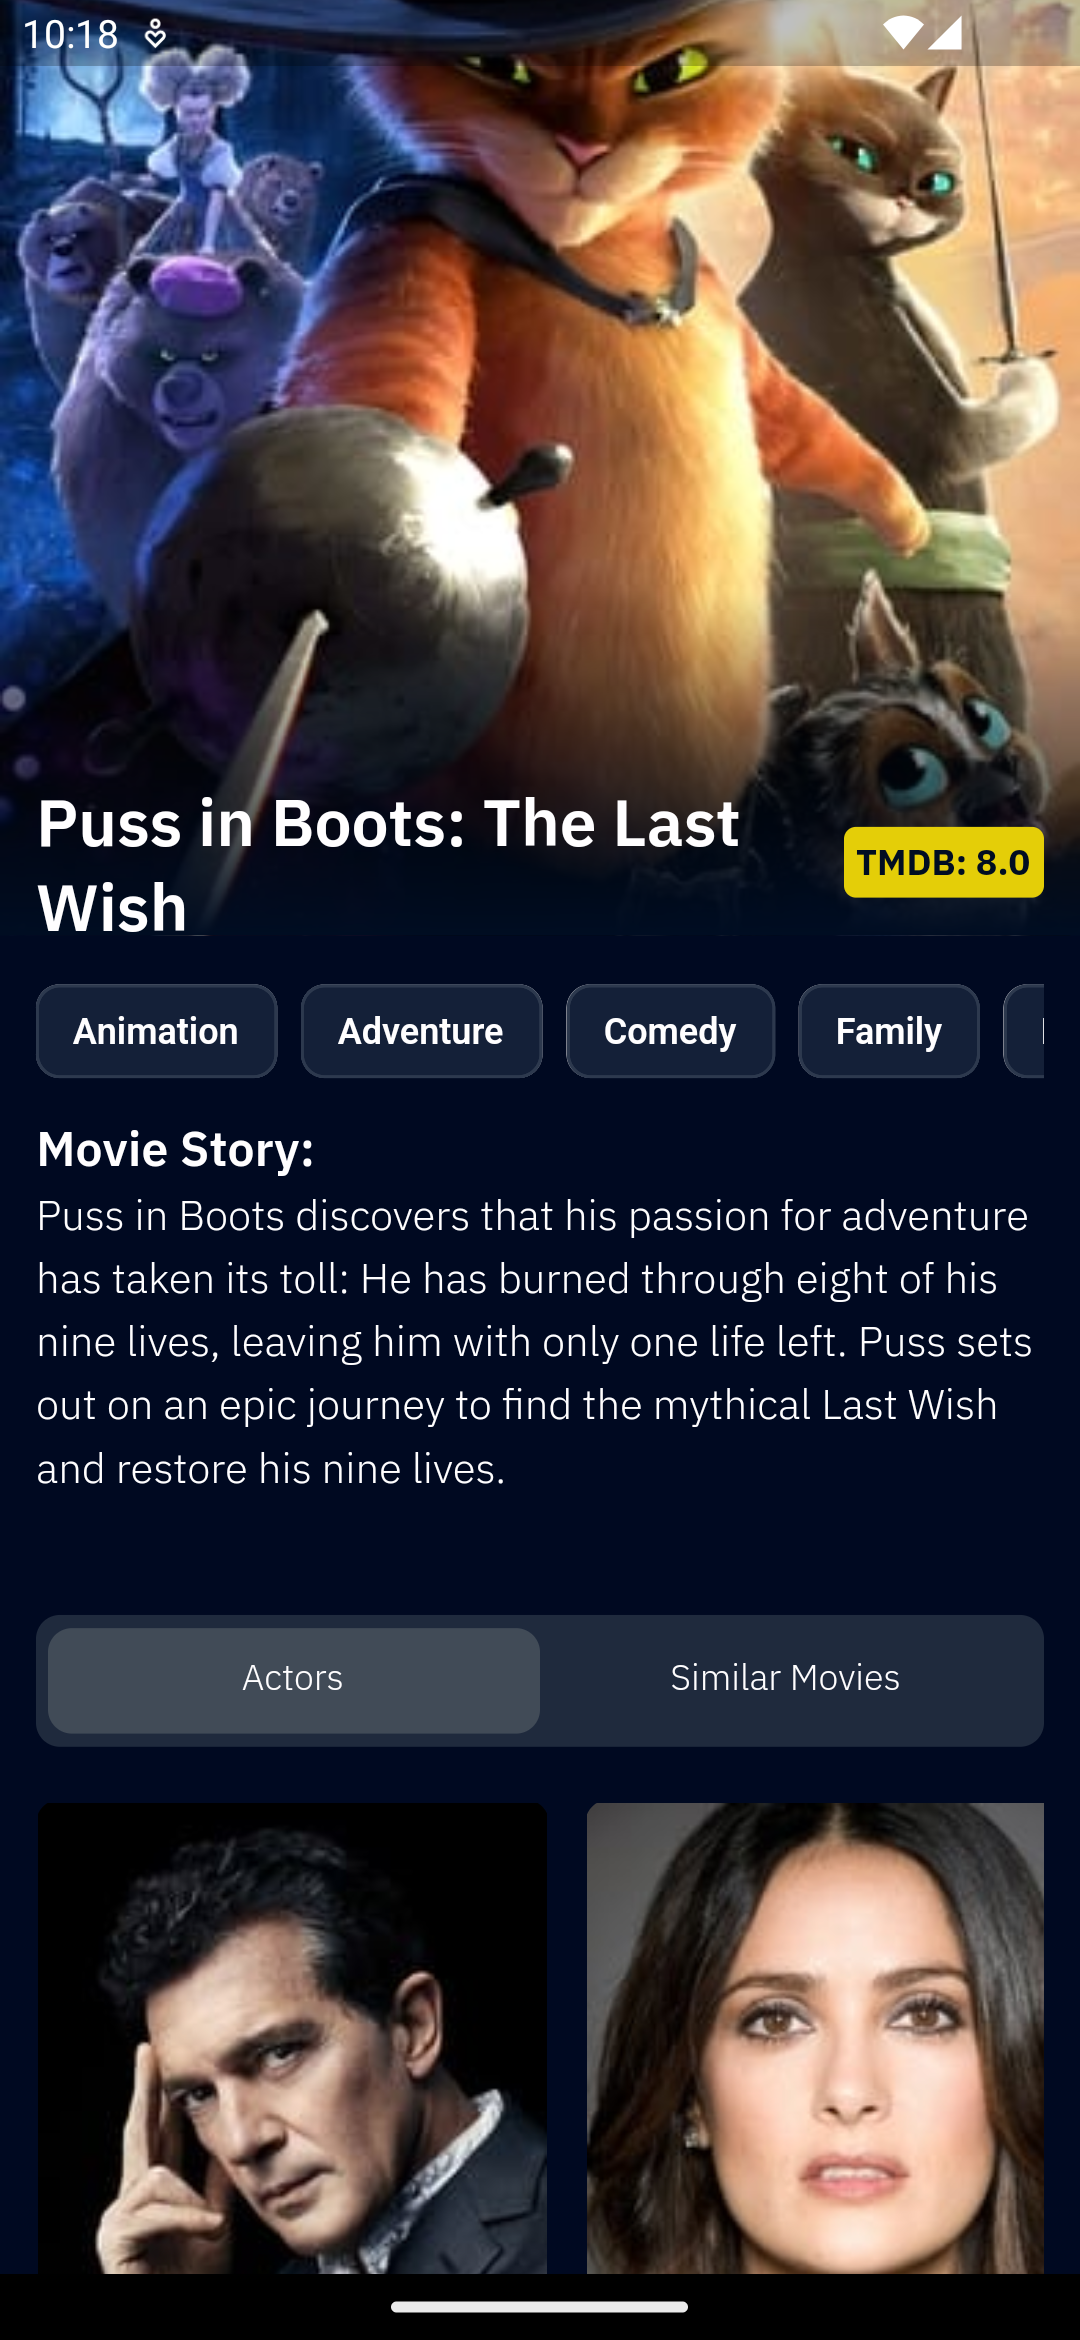 10:18
Puss in Boots: The Last
Wish
TMDB: 8.0
Animation
Adventure
Comedy
Family
Movie Story:
Puss in Boots discovers that his passion for adventure
has taken its toll: He has burned through eight of his
nine lives, leaving him with only one life left. Puss sets
out on an epic journey to find the mythical Last Wish
and restore his nine lives.
Actors
Similar Movies